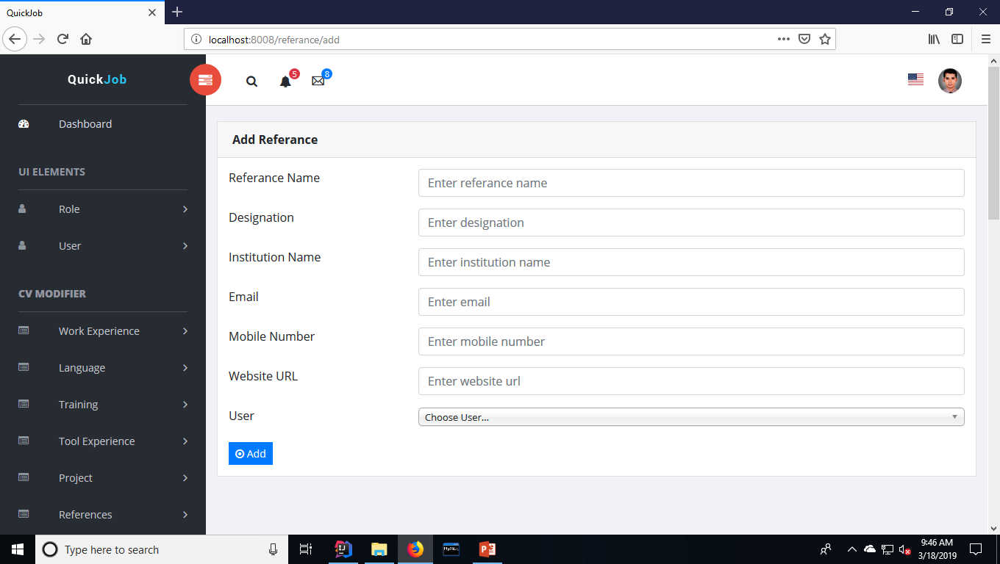 QuickJob
localhost:8008/referance/add
QuickJob
5
8
Dashboard
UI ELEMENTS
Role
User
CV MODIFIER
Work Experience
Language
Training
Tool Experience
Project
References
Add Referance
Referance Name
Enter referance name
Designation
Enter designation
Institution Name
Enter institution name
Email
Enter email
Mobile Number
Enter mobile number
Website URL
Enter website url
User
Choose User...
Add
Type here to search
IJ
MySQL
P
9:46 AM
3/18/2019